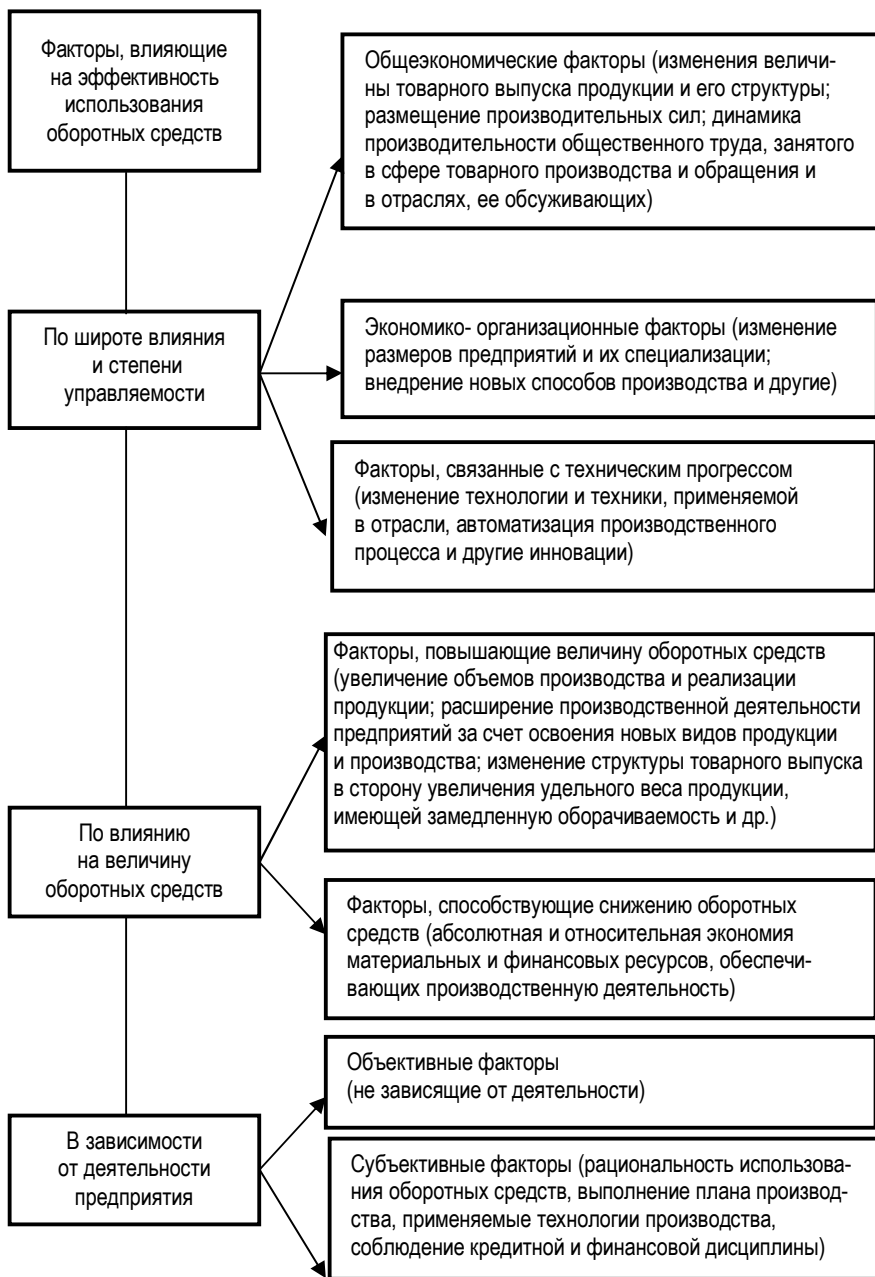 Факторы, влияющие
на эффективность
использования
оборотных средств
Общеэкономические факторы (изменения величи-
ны товарного выпуска продукции и его структуры;
размещение производительных сил; динамика
производительности общественного труда, занятого
в сфере товарного производства и обращения и
в отраслях, ее обсуживающих)
По широте влияния
и степени
управляемости
Экономико- организационные факторы (изменение
размеров предприятий и их специализации;
внедрение новых способов производства и другие)
Факторы, связанные с техническим прогрессом
(изменение технологии и техники, применяемой
в отрасли, автоматизация производственного
процесса и другие инновации)
Факторы, повышающие величину оборотных средств
(увеличение объемов производства и реализации
продукции; расширение производственной деятельности
предприятий за счет освоения новых видов продукции
и производства; изменение структуры товарного выпуска
в сторону увеличения удельного веса продукции,
имеющей замедленную оборачиваемость и др.)
По влиянию
на величину
оборотных средств
Факторы, способствующие снижению оборотных
средств (абсолютная и относительная экономия
материальных и финансовых ресурсов, обеспечи-
вающих производственную деятельность)
Объективные факторы
(не зависящие от деятельности)
В зависимости
от деятельности
предприятия
Субъективные факторы (рациональность использова-
ния оборотных средств, выполнение плана производ-
ства, применяемые технологии производства,
соблюдение кредитной и финансовой дисциплины)